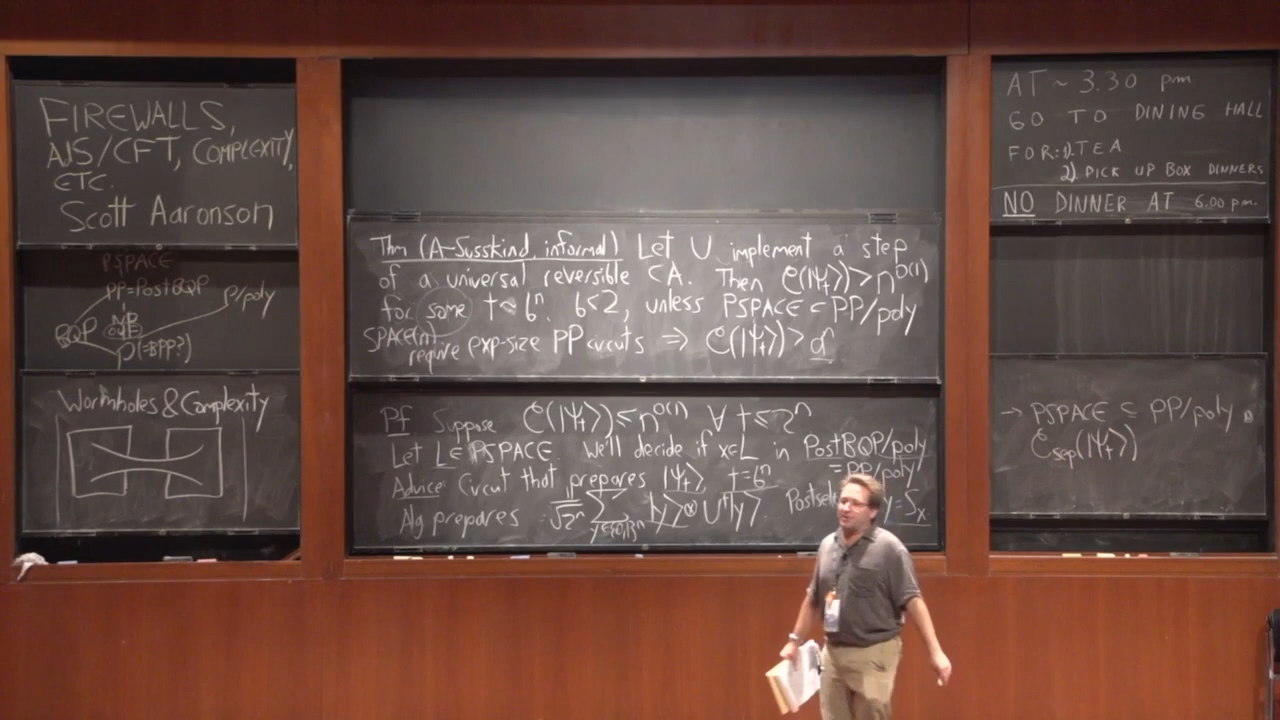 FIREWALLS,
AdS/CFT, COMPLEXITY,
ETC.
Scott Aaronson
PSPACE
PP=PostBQP
P/poly
NP
BQP
P(=BPP?)
Wormholes & Complexity
Thm (A-Susskind, informal) Let U implement a step
of a universal reversible CA. Then C(|Ψt⟩)>n^O(1)
for some t 6^n, 6<2, unless PSPACE ⊂ PP/poly
SPACE(n)
require exp-size PP circuits ⇒ C(|Ψt⟩)>
Pf Suppose C(|Ψt⟩)≤n^O(1) ∀ t≤2^n
Let L∈PSPACE. We'll decide if x∈L in PostBQP/poly
=PP/poly
Advice Circuit that prepares |Ψt⟩, t=6^n
Alg prepares 1/√2^n Σ y∈{0,1}^n |y⟩⊗U^t|y⟩. y=Sx
AT ~ 3.30 pm
GO TO DINING HALL
FOR: 1) TEA
2) PICK UP BOX DINNERS
NO DINNER AT 6.00 pm.
→ PSPACE ⊂ PP/poly
C sep(|Ψt⟩)